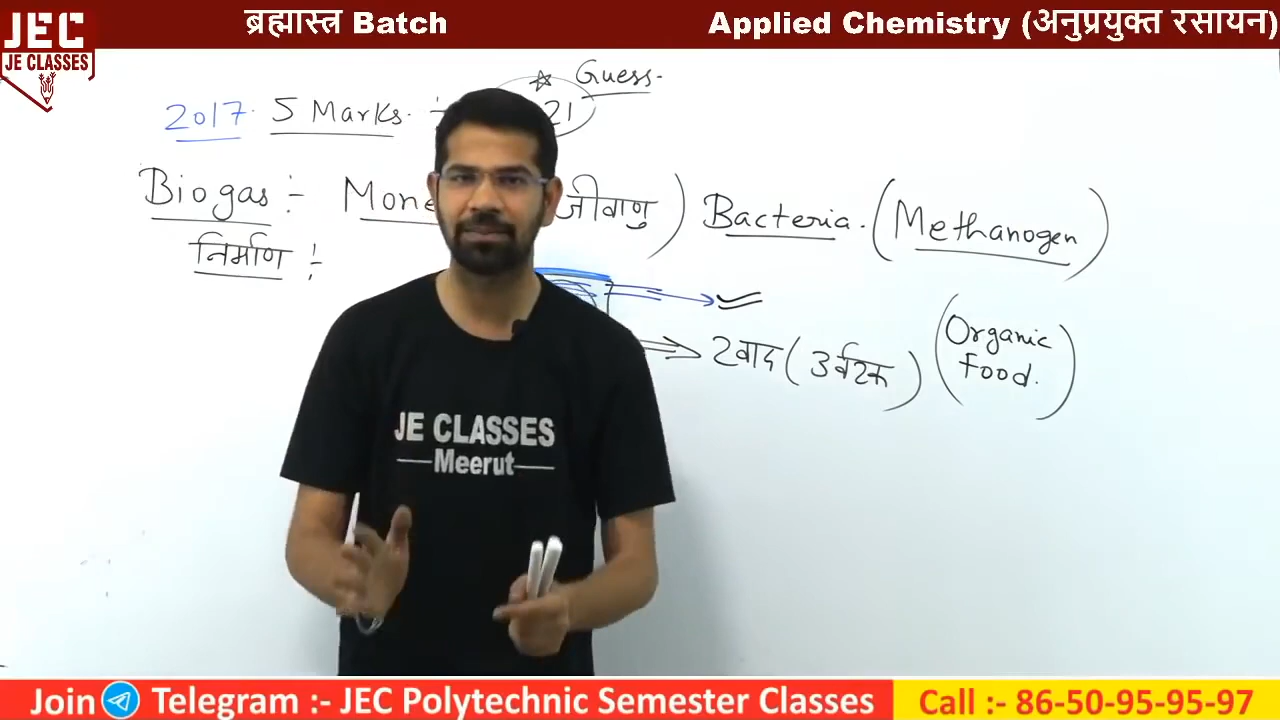 JEC
JE CLASSES
ब्रह्मास्त्र Batch
Applied Chemistry (अनुप्रयुक्त रसायन)
Guess.
2017. 5 Marks. 21
Biogas :- Mone जीवाणु) Bacteria. (Methanogen)
निर्माण :-
खाद (उर्वरक) (Organic
Food.)
JE CLASSES
Meerut
Join Telegram :- JEC Polytechnic Semester Classes
Call :- 86-50-95-95-97